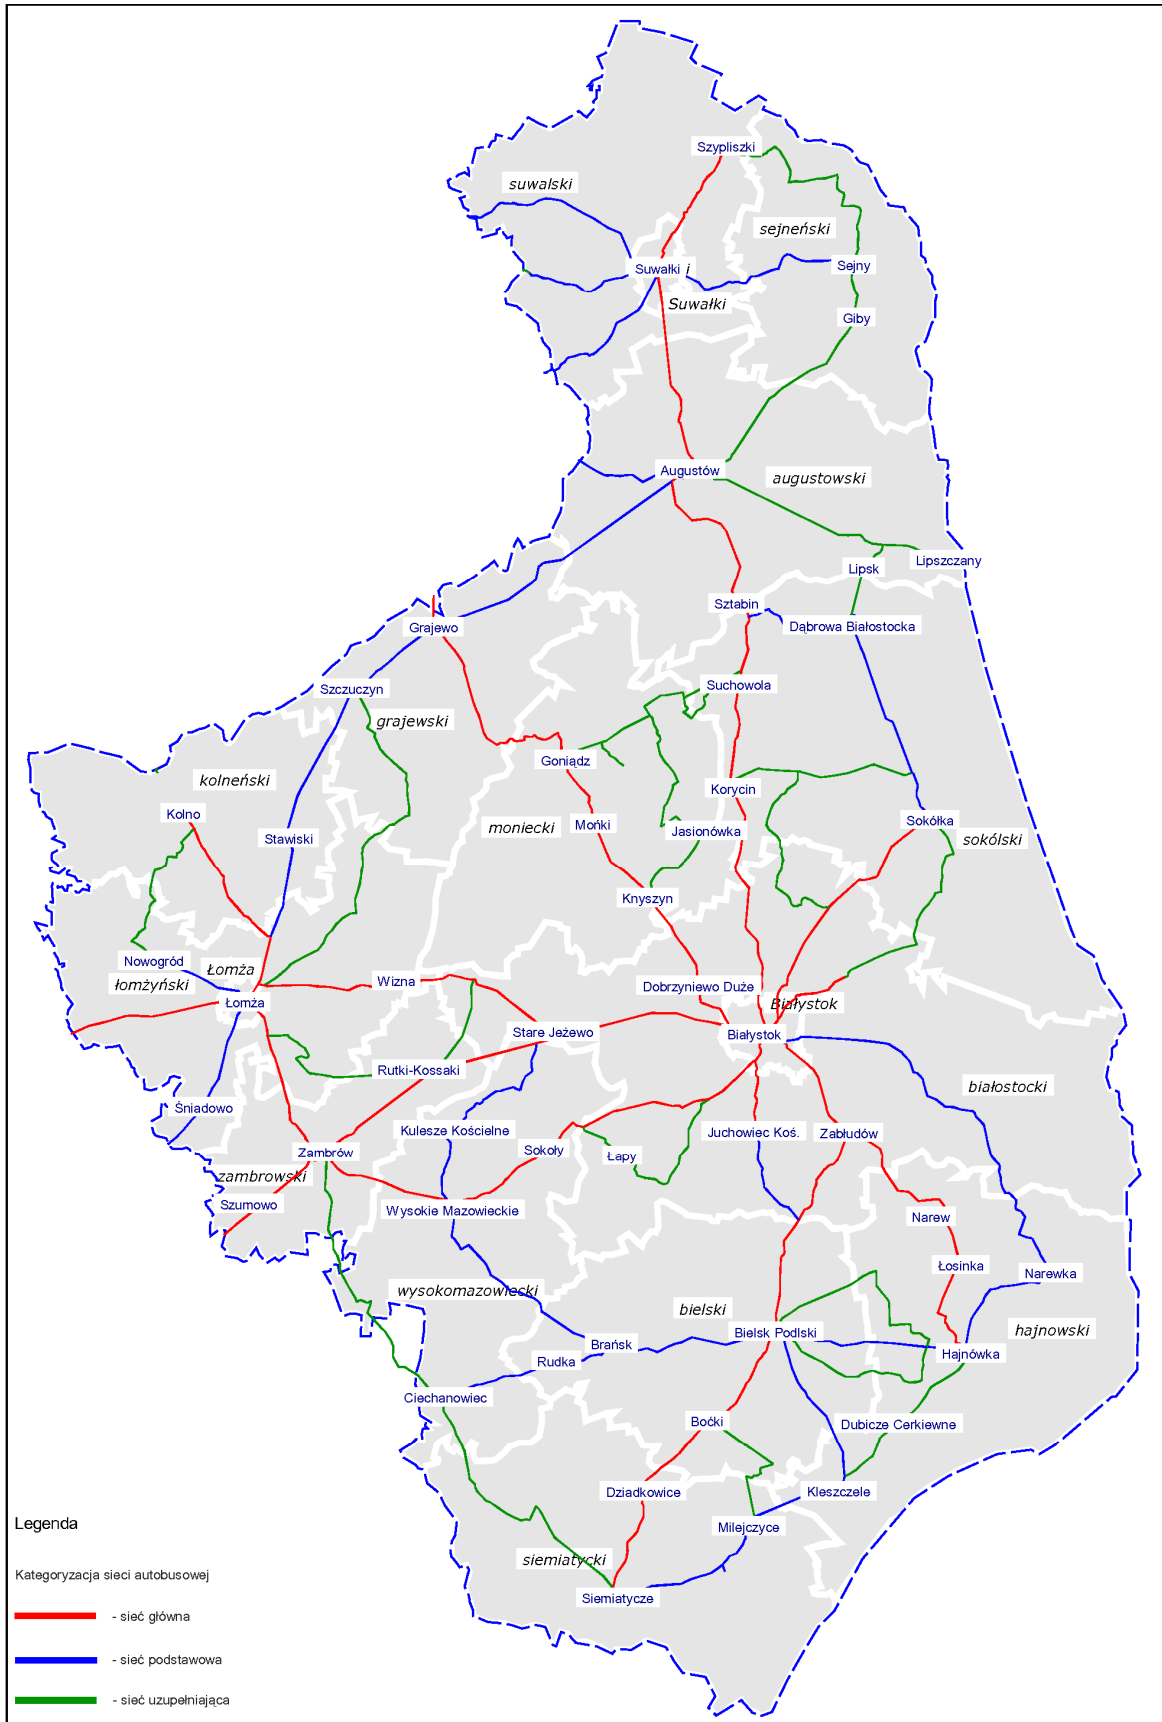 Szypliszki
suwalski
sejneński
Sejny
Suwałki i
Suwałki
Giby
Augustów
augustowski
Lipszczany
Lipsk
Sztabin
Dąbrowa Białostocka
Grajewo
Suchowola
Szczuczyn
grajewski
Goniądz
kolneński
Korycin
Kolno
Sokółka
Mońki
moniecki
Jasionówka
Stawiski
sokólski
Knyszyn
Nowogród
Łomża
łomżyński
Wizna
Dobrzyniewo Duże
Łomża
Białystok
Stare Jeżewo
Białystok
Rutki-Kossaki
białostocki
Śniadowo
Kulesze Kościelne
Juchowiec Koś.
Zabłudów
Zambrów
Sokoły
Łapy
zambrowski
Szumowo
Wysokie Mazowieckie
Narew
Łosinka
Narewka
wysokomazowiecki
bielski
Bielsk Podlski
hajnowski
Brańsk
Hajnówka
Rudka
Ciechanowiec
Boćki
Dubicze Cerkiewne
Dziadkowice
Kleszczele
Milejczyce
siemiatycki
Siemiatycze
Legenda
Kategoryzacja sieci autobusowej
- sieć główna
- sieć podstawowa
- sieć uzupełniająca